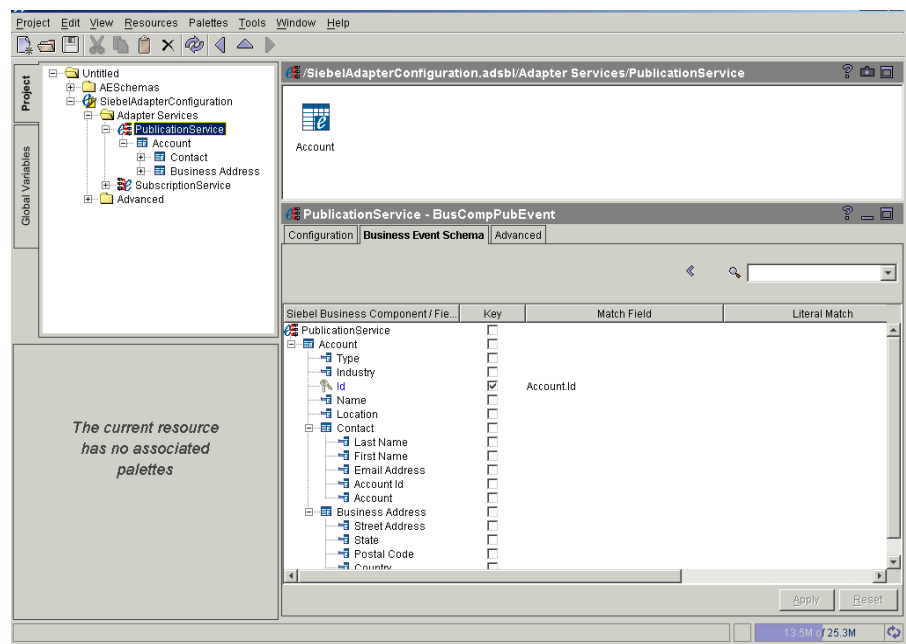 Project Edit View Resources Palettes Tools Window Help
Project
Global Variables
Untitled
AESchemas
SiebelAdapterConfiguration
Adapter Services
PublicationService
Account
Contact
Business Address
SubscriptionService
Advanced
The current resource
has no associated
palettes
/SiebelAdapterConfiguration.adsbl/Adapter Services/PublicationService
Account
PublicationService - BusCompPubEvent
Configuration Business Event Schema Advanced
Siebel Business Component / Fie... Key Match Field Literal Match
PublicationService
Account
Type
Industry
Id Account.Id
Name
Location
Contact
Last Name
First Name
Email Address
Account Id
Account
Business Address
Street Address
State
Postal Code
Country
Apply Reset
13.5M of 25.3M